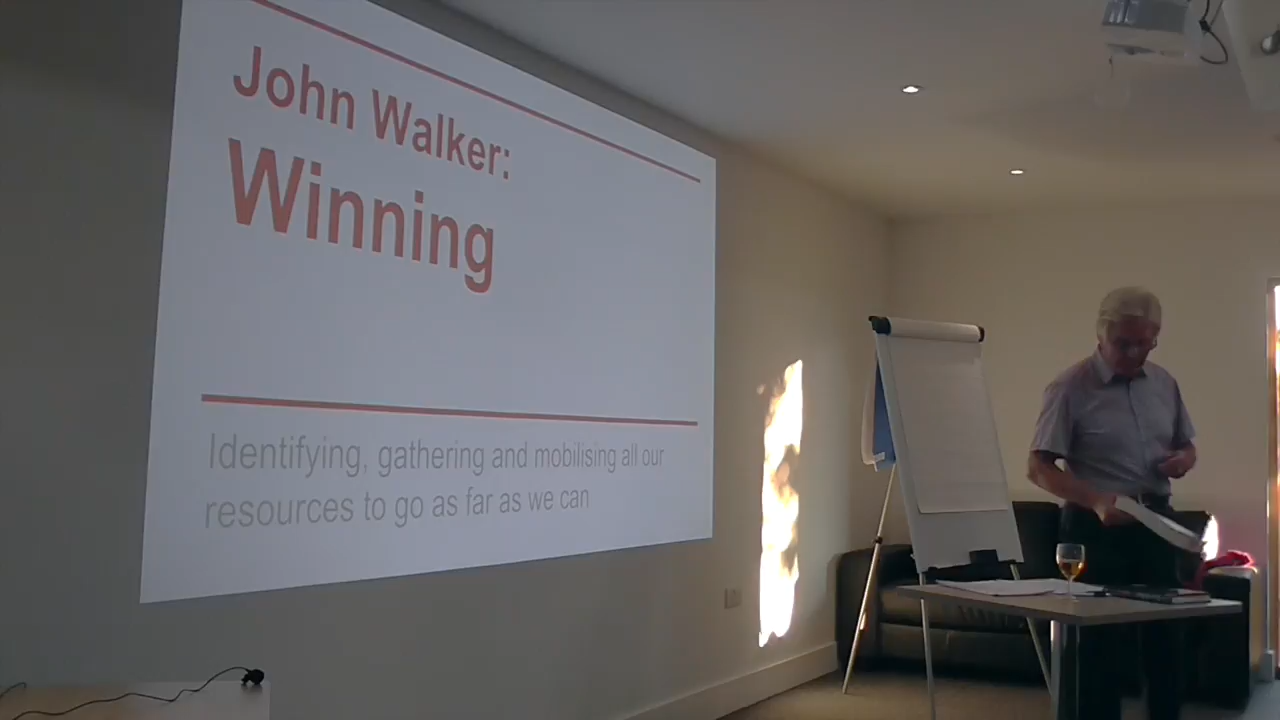 John Walker:
Winning
Identifying, gathering and mobilising all our
resources to go as far as we can